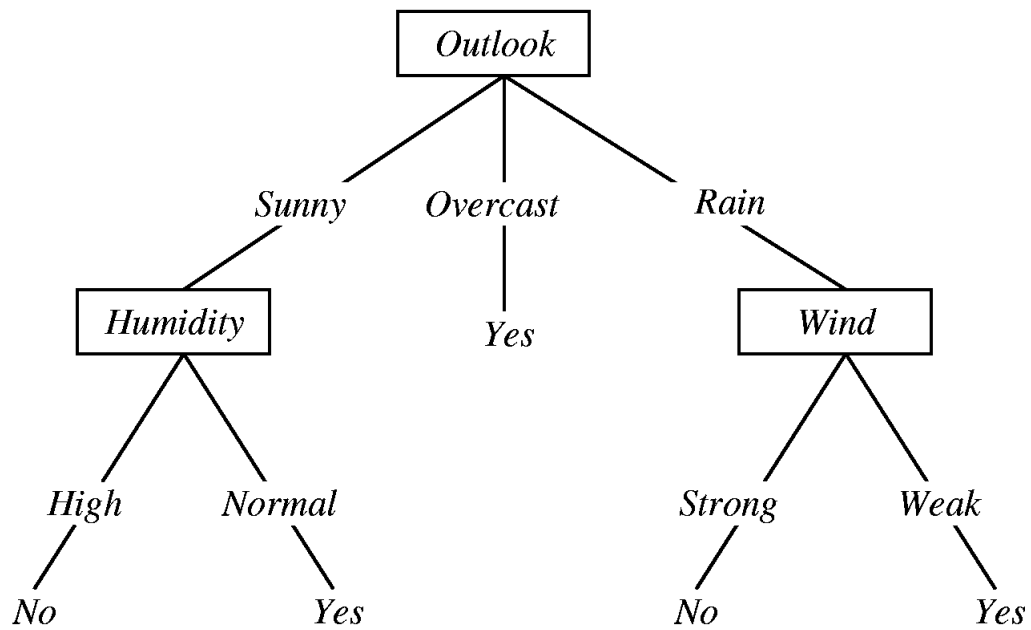 Outlook
Sunny Overcast Rain
Humidity Yes Wind
High Normal Strong Weak
No Yes No Yes